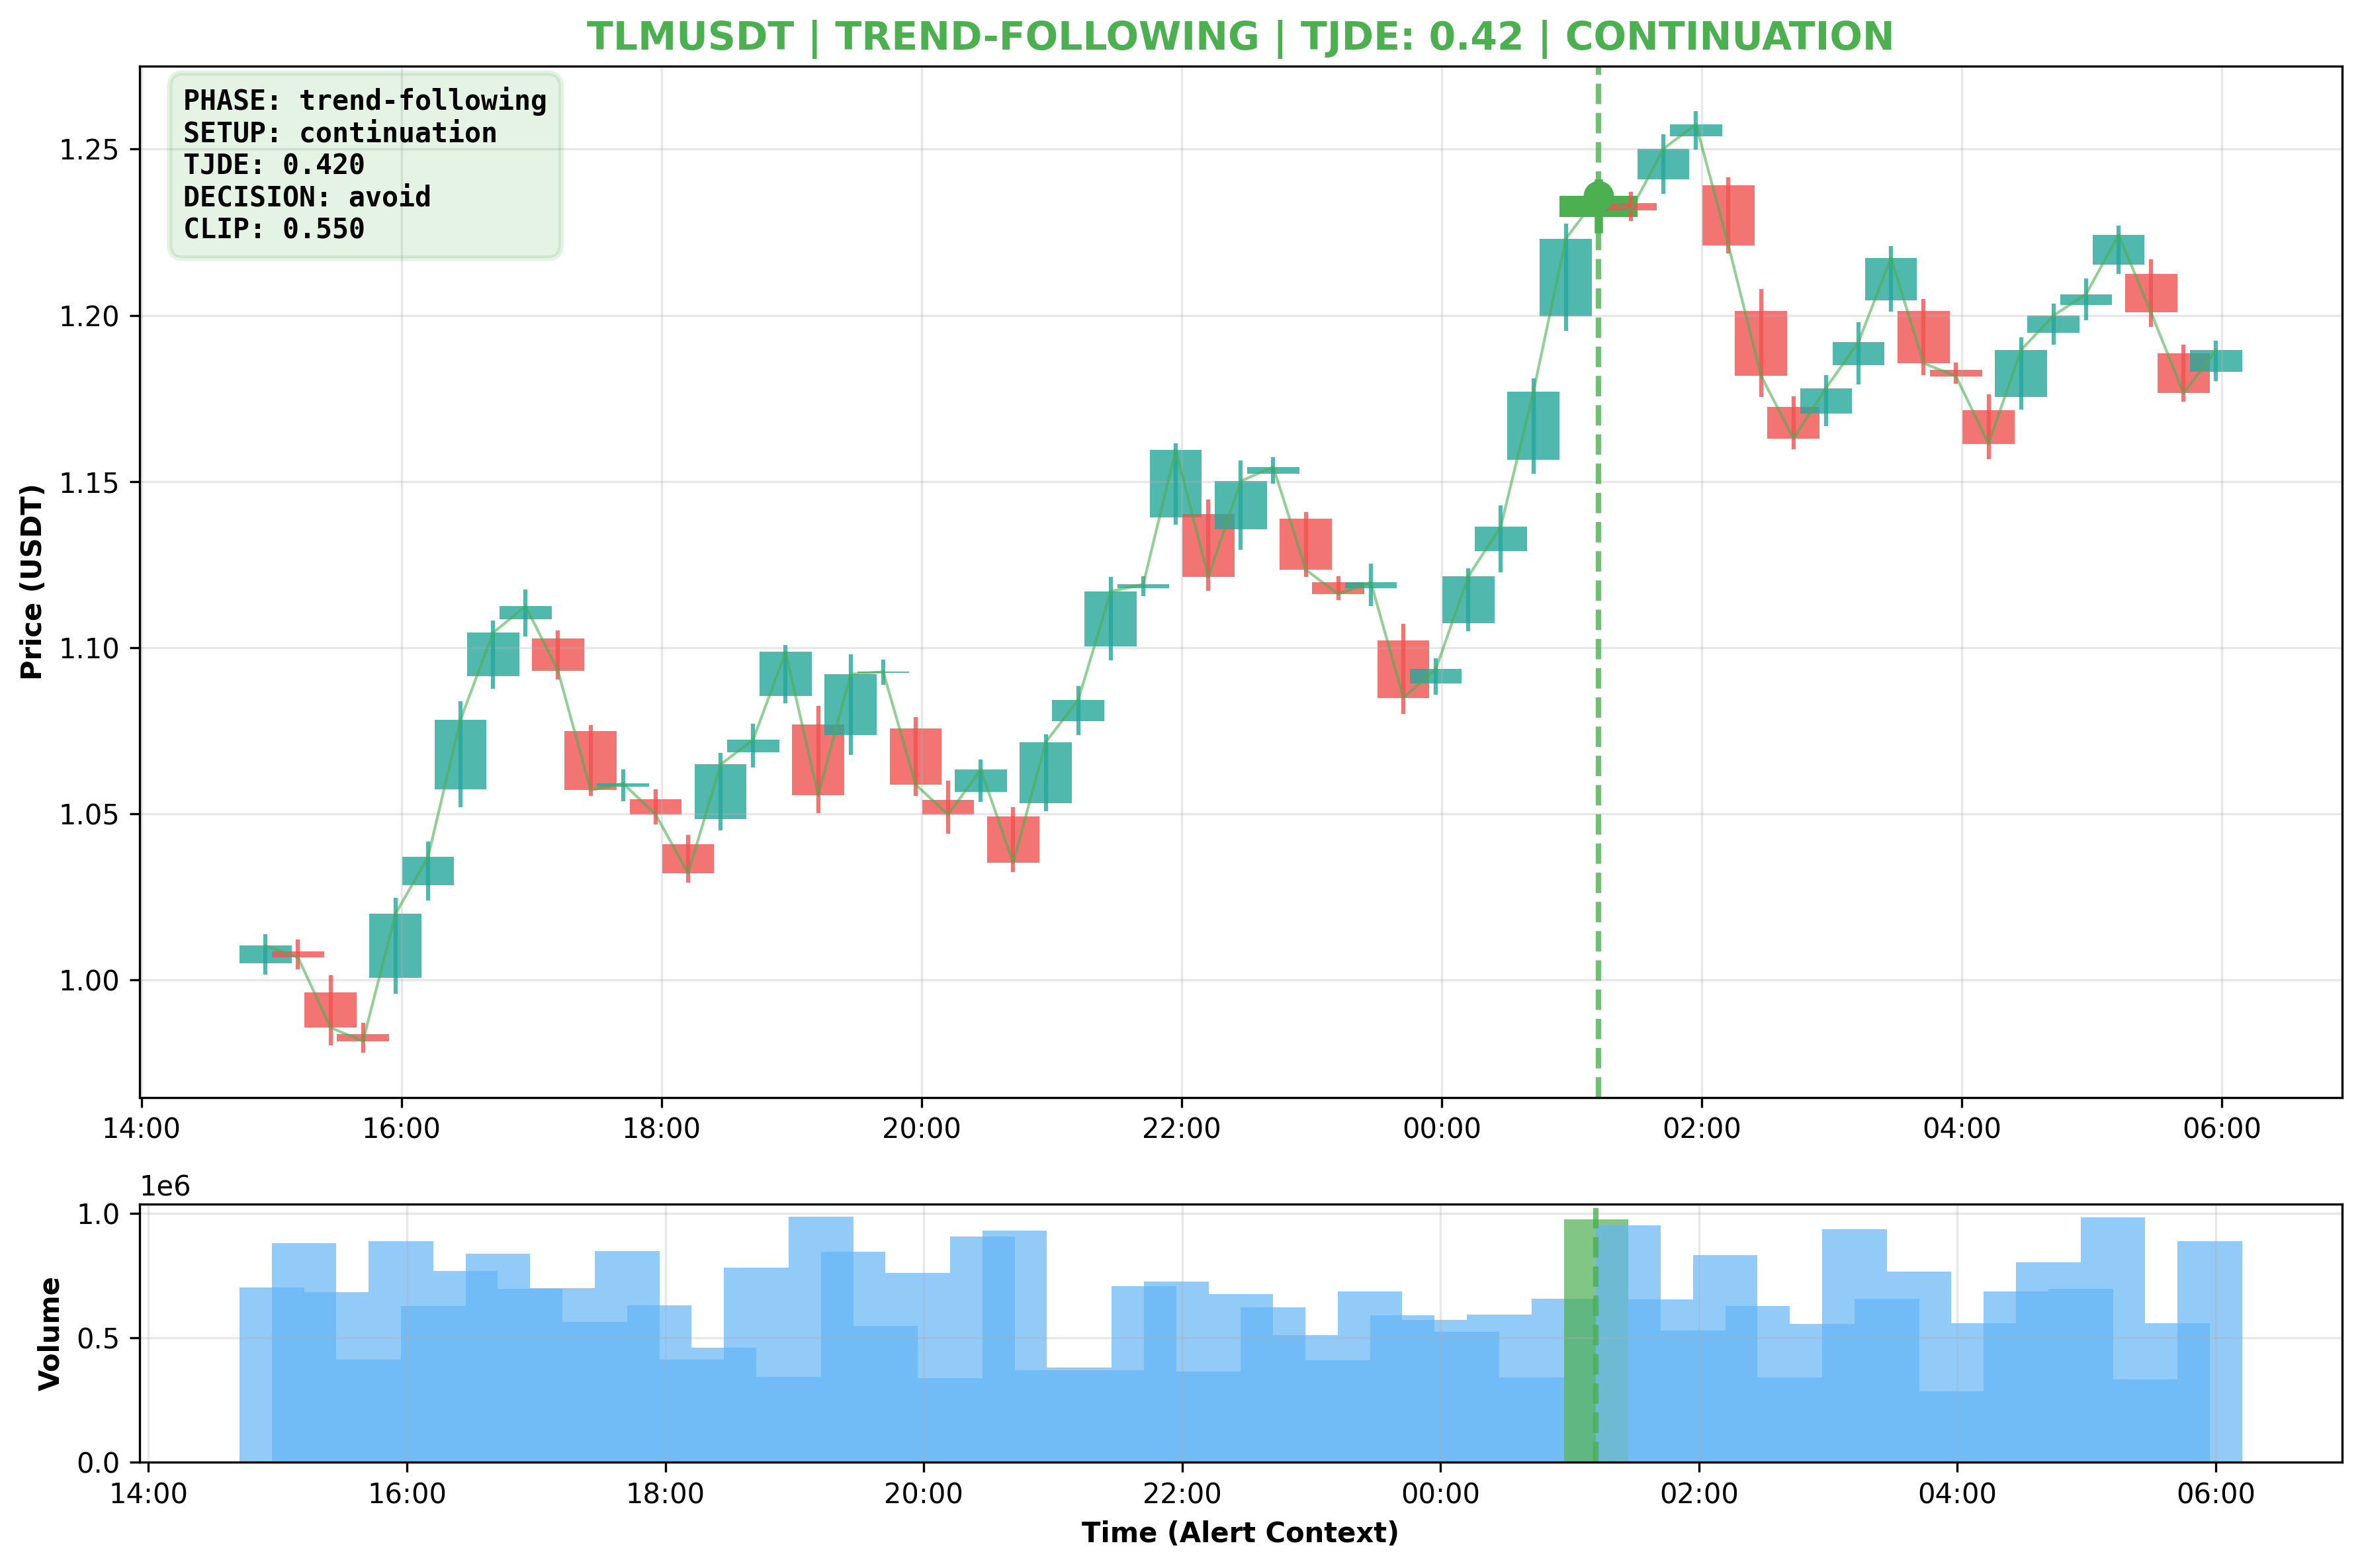 TLMUSDT | TREND-FOLLOWING | TJDE: 0.42 | CONTINUATION
PHASE: trend-following
SETUP: continuation
TJDE: 0.420
DECISION: avoid
CLIP: 0.550
Price (USDT)
1.25
1.20
1.15
1.10
1.05
1.00
14:00 16:00 18:00 20:00 22:00 00:00 02:00 04:00 06:00
1e6
Volume
1.0
0.5
0.0
14:00 16:00 18:00 20:00 22:00 00:00 02:00 04:00 06:00
Time (Alert Context)